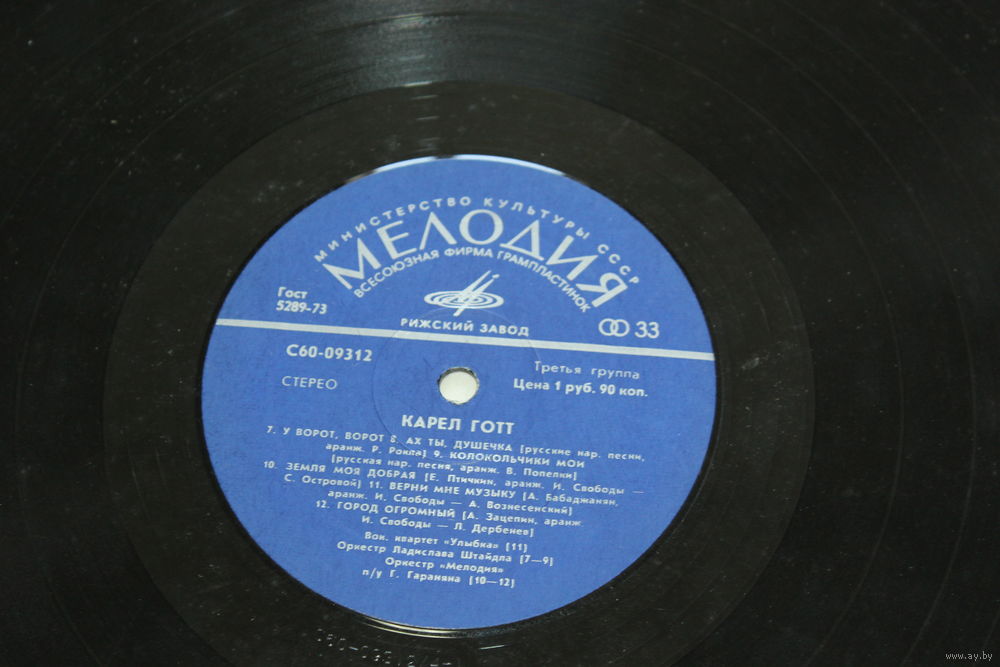 МИНИСТЕРСТВО КУЛЬТУРЫ СССР
МЕЛОДИЯ
ВСЕСОЮЗНАЯ ФИРМА ГРАМПЛАСТИНОК
Гост
5289-73
РИЖСКИЙ ЗАВОД
33
С60-09312
Третья группа
СТЕРЕО
Цена 1 руб. 90 коп.
КАРЕЛ ГОТТ
7. У ВОРОТ, ВОРОТ 8. АХ ТЫ, ДУШЕЧКА [русские нар. песни,
аранж. Р. Рокла] 9. КОЛОКОЛЬЧИКИ МОИ
[русская нар. песня, аранж. В. Попелки]
10. ЗЕМЛЯ МОЯ ДОБРАЯ [Е. Птичкин, аранж. И. Свободы —
С. Островой] 11. ВЕРНИ МНЕ МУЗЫКУ [А. Бабаджанян,
аранж. И. Свободы — А. Вознесенский]
12. ГОРОД ОГРОМНЫЙ [А. Зацепин, аранж.
И. Свободы — Л. Дербенев]
Вок. квартет «Улыбка» [11]
Оркестр Ладислава Штайдла [7—9]
Оркестр «Мелодия»
п/у Г. Гараняна [10—12]
www.ay.by